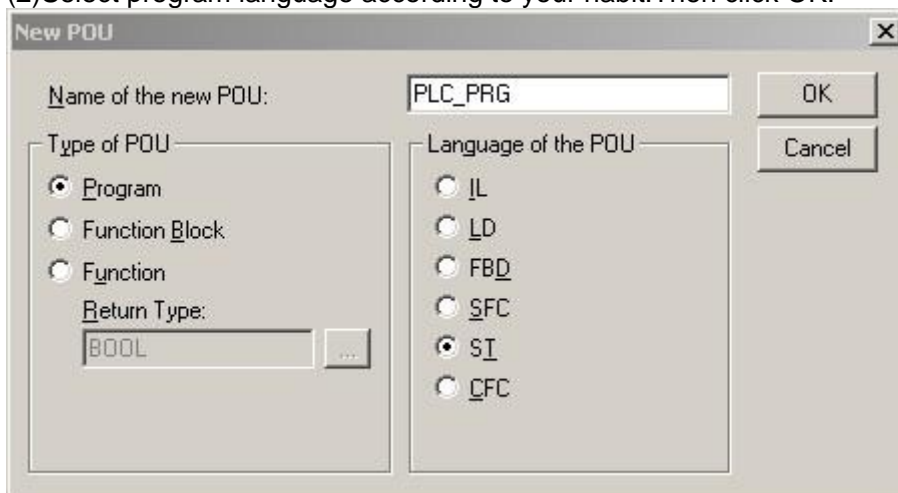 (2)Select program language according to your habit.Then click OK.
New POU
Name of the new POU:
PLC_PRG
OK
Cancel
Type of POU
Program
Function Block
Function
Return Type:
BOOL
...
Language of the POU
IL
LD
FBD
SFC
ST
CFC